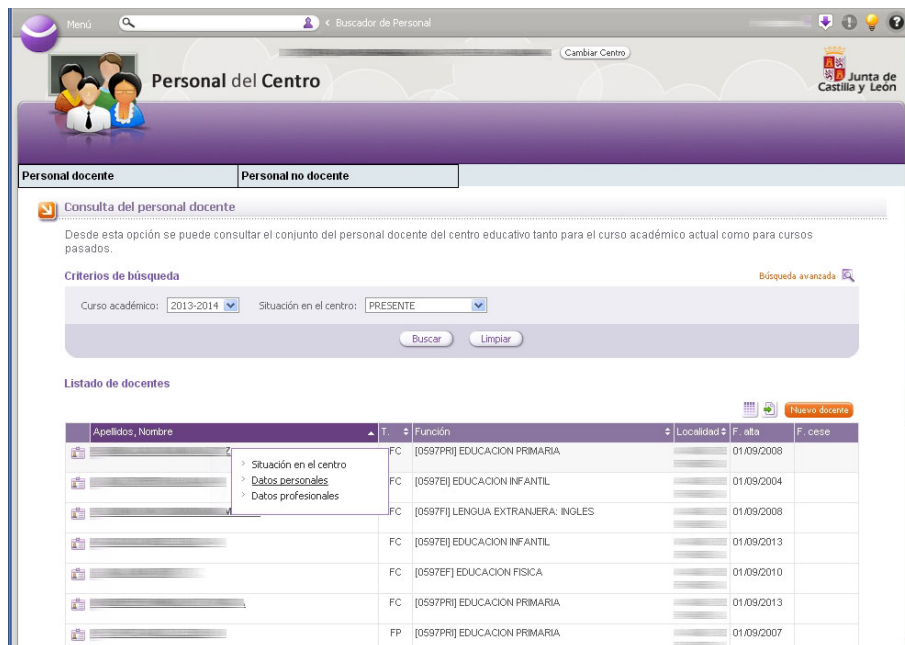 Menú
< Buscador de Personal
Cambiar Centro
Personal del Centro
Junta de
Castilla y León
Personal docente Personal no docente
Consulta del personal docente
Desde esta opción se puede consultar el conjunto del personal docente del centro educativo tanto para el curso académico actual como para cursos
pasados.
Criterios de búsqueda Búsqueda avanzada
Curso académico: 2013-2014 Situación en el centro: PRESENTE
Buscar Limpiar
Listado de docentes
Nuevo docente
Apellidos, Nombre T. Función Localidad F. alta F. cese
FC [0597PRI] EDUCACION PRIMARIA 01/09/2008
> Situación en el centro
> Datos personales
> Datos profesionales
FC [0597EI] EDUCACION INFANTIL 01/09/2004
FC [0597FI] LENGUA EXTRANJERA: INGLES 01/09/2008
FC [0597EI] EDUCACION INFANTIL 01/09/2013
FC [0597EF] EDUCACION FISICA 01/09/2010
FC [0597PRI] EDUCACION PRIMARIA 01/09/2013
FP [0597PRI] EDUCACION PRIMARIA 01/09/2007